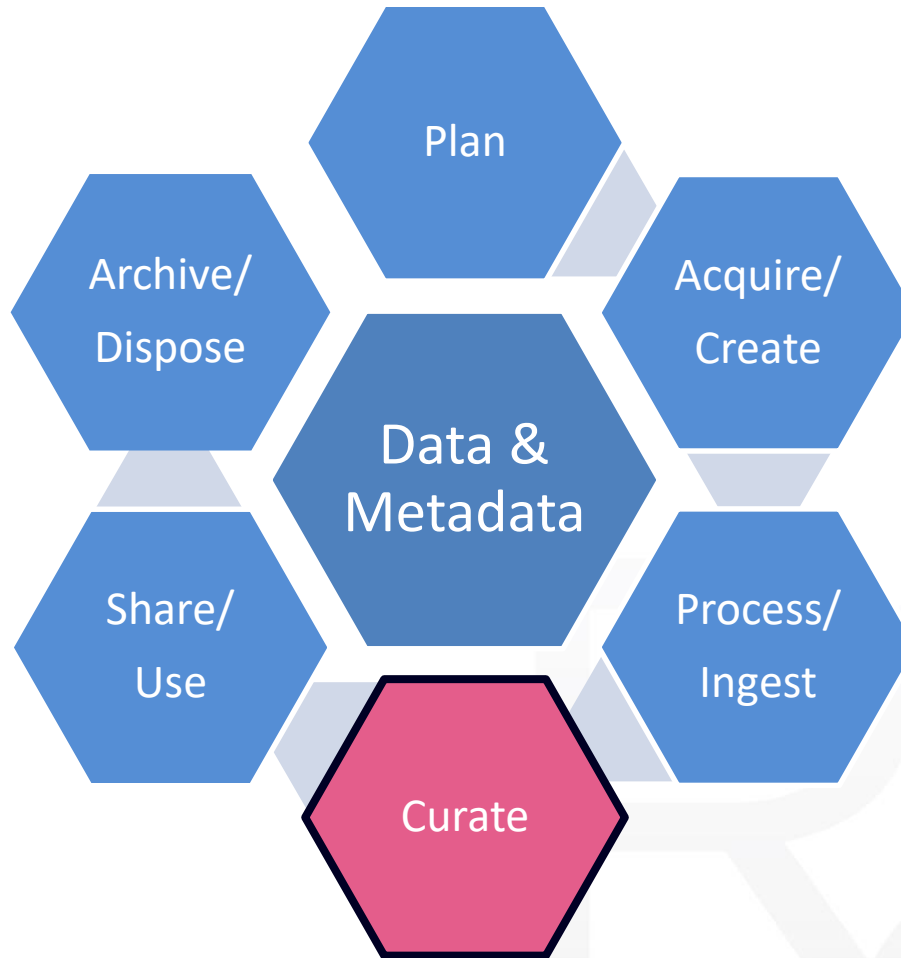 Plan
Acquire/
Create
Process/
Ingest
Curate
Share/
Use
Archive/
Dispose
Data &
Metadata